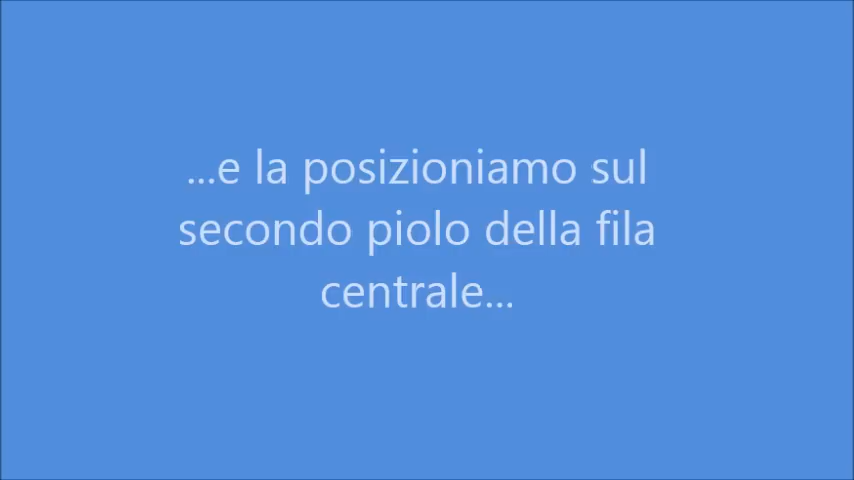 ...e la posizioniamo sul
secondo piolo della fila
centrale...